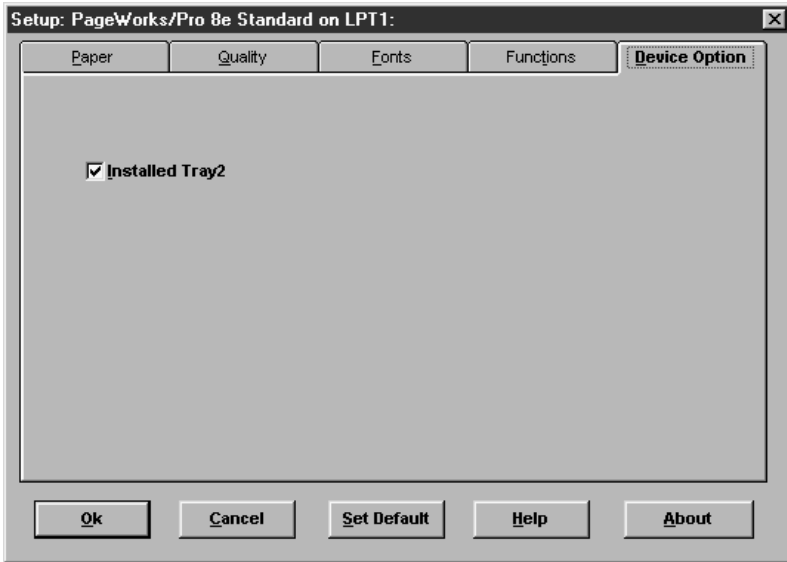 Setup: PageWorks/Pro 8e Standard on LPT1:
Paper Quality Fonts Functions Device Option
Installed Tray2
Ok Cancel Set Default Help About